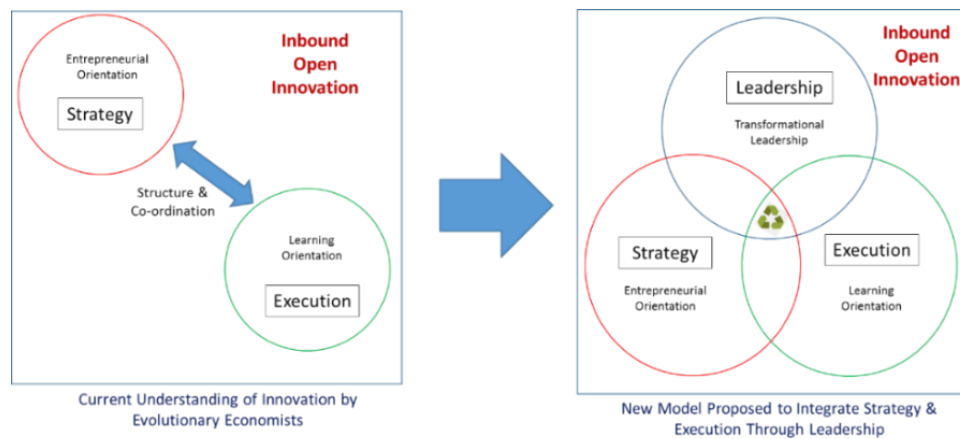 Inbound
Open
Innovation
Entrepreneurial
Orientation
Strategy
Structure &
Co-ordination
Learning
Orientation
Execution
Current Understanding of Innovation by
Evolutionary Economists
Inbound
Open
Innovation
Leadership
Transformational
Leadership
Strategy
Entrepreneurial
Orientation
Execution
Learning
Orientation
New Model Proposed to Integrate Strategy &
Execution Through Leadership